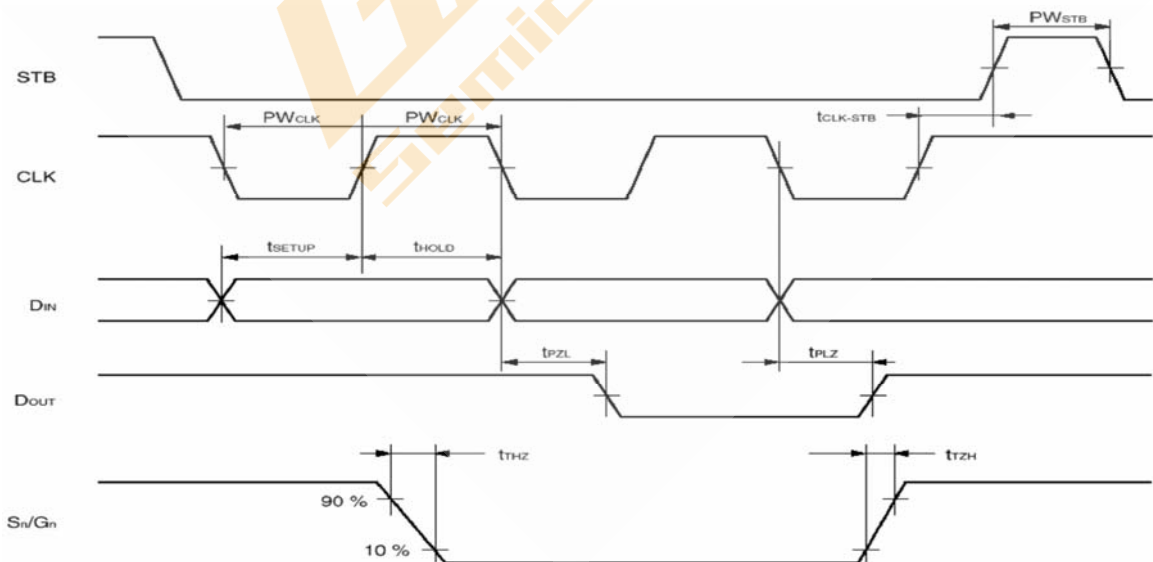 PWSTB
STB
PWCLK PWCLK
tCLK-STB
CLK
tSETUP tHOLD
DIN
tPZL tPLZ
DOUT
tTHZ tTZH
90 %
Sn/Gn
10 %